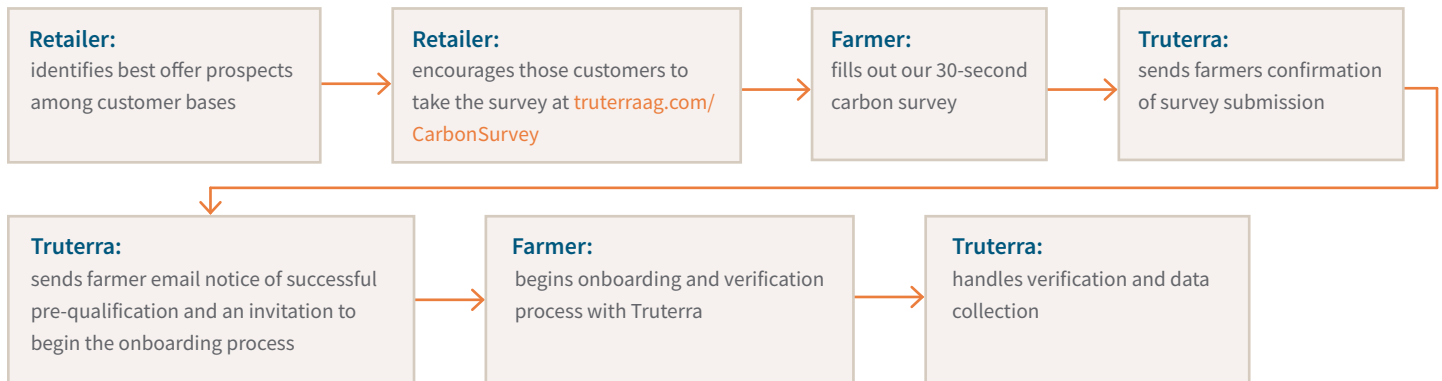 Retailer:
identifies best offer prospects
among customer bases
Retailer:
encourages those customers to
take the survey at truterraag.com/
CarbonSurvey
Farmer:
fills out our 30-second
carbon survey
Truterra:
sends farmers confirmation
of survey submission
Truterra:
sends farmer email notice of successful
pre-qualification and an invitation to
begin the onboarding process
Farmer:
begins onboarding and verification
process with Truterra
Truterra:
handles verification and data
collection